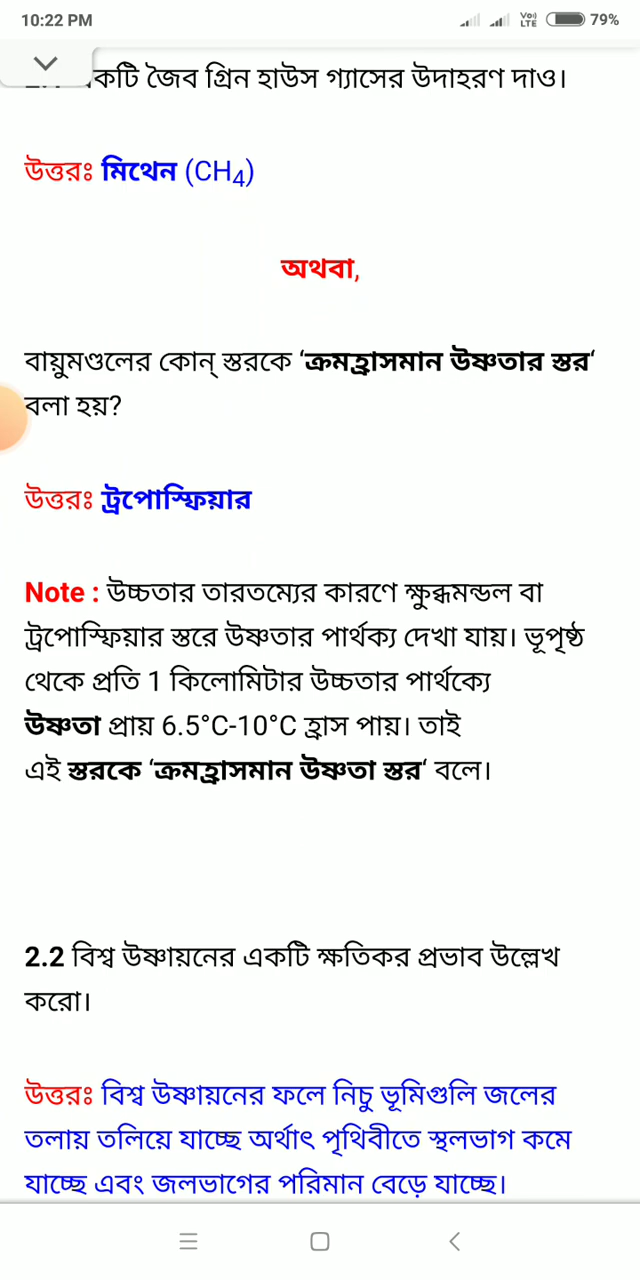 10:22 PM
Vo)) LTE
79%
কটি জৈব গ্রিন হাউস গ্যাসের উদাহরণ দাও।
উত্তরঃ মিথেন (CH4)
অথবা,
বায়ুমণ্ডলের কোন্ স্তরকে ‘ক্রমহ্রাসমান উষ্ণতার স্তর‘
বলা হয়?
উত্তরঃ ট্রপোস্ফিয়ার
Note : উচ্চতার তারতম্যের কারণে ক্ষুব্ধমন্ডল বা
ট্রপোস্ফিয়ার স্তরে উষ্ণতার পার্থক্য দেখা যায়। ভূপৃষ্ঠ
থেকে প্রতি 1 কিলোমিটার উচ্চতার পার্থক্যে
উষ্ণতা প্রায় 6.5°C-10°C হ্রাস পায়। তাই
এই স্তরকে ‘ক্রমহ্রাসমান উষ্ণতা স্তর‘ বলে।
2.2 বিশ্ব উষ্ণায়নের একটি ক্ষতিকর প্রভাব উল্লেখ
করো।
উত্তরঃ বিশ্ব উষ্ণায়নের ফলে নিচু ভূমিগুলি জলের
তলায় তলিয়ে যাচ্ছে অর্থাৎ পৃথিবীতে স্থলভাগ কমে
যাচ্ছে এবং জলভাগের পরিমান বেড়ে যাচ্ছে।